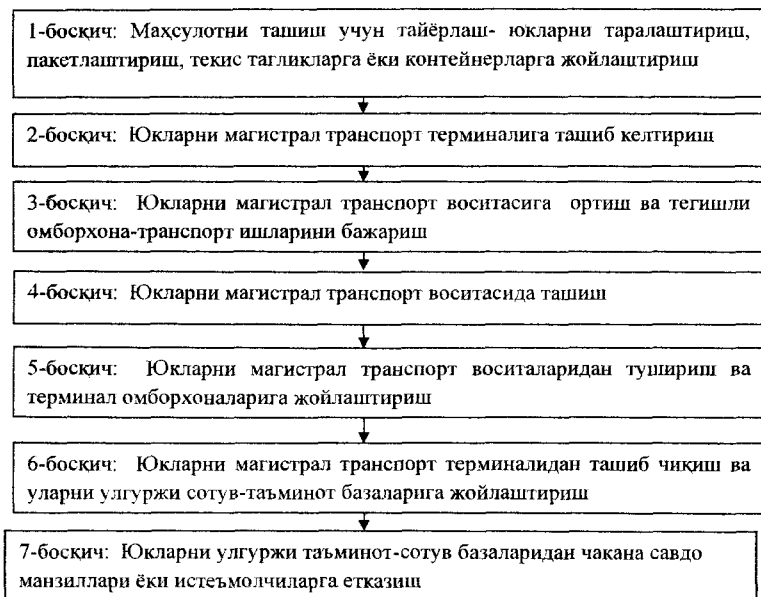 1-босқич: Маҳсулотни ташиш учун тайёрлаш- юкларни таралаштириш,
пакетлаштириш, текис тагликларга ёки контейнерларга жойлаштириш
2-босқич: Юкларни магистрал транспорт терминалига ташиб келтириш
3-босқич: Юкларни магистрал транспорт воситасига ортиш ва тегишли
омборхона-транспорт ишларини бажариш
4-босқич: Юкларни магистрал транспорт воситасида ташиш
5-босқич: Юкларни магистрал транспорт воситаларидан тушириш ва
терминал омборхоналарига жойлаштириш
6-босқич: Юкларни магистрал транспорт терминалидан ташиб чиқиш ва
уларни улгуржи сотув-таъминот базаларига жойлаштириш
7-босқич: Юкларни улгуржи таъминот-сотув базаларидан чакана савдо
манзиллари ёки истеъмолчиларга етказиш